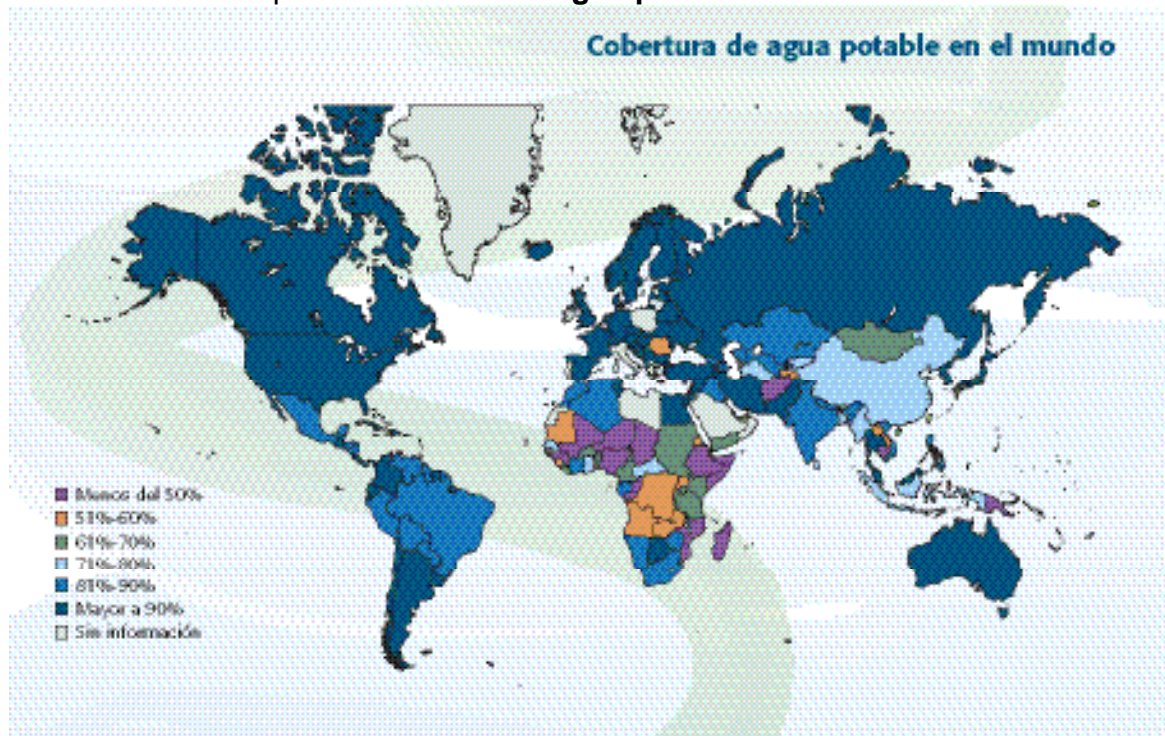 Cobertura de agua potable en el mundo
Menos del 50%
51%-60%
61%-70%
71%-80%
81%-90%
Mayor a 90%
Sin información